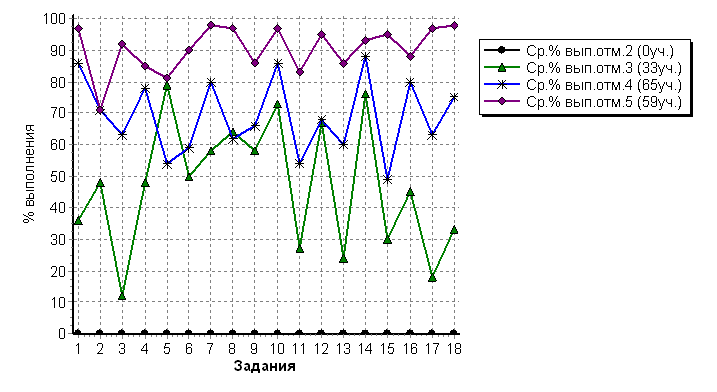 100
90
80
70
60
50
40
30
20
10
0
% выполнения
1 2 3 4 5 6 7 8 9 10 11 12 13 14 15 16 17 18
Задания
Ср.% вып.отм.2 (0уч.)
Ср.% вып.отм.3 (33уч.)
Ср.% вып.отм.4 (65уч.)
Ср.% вып.отм.5 (59уч.)